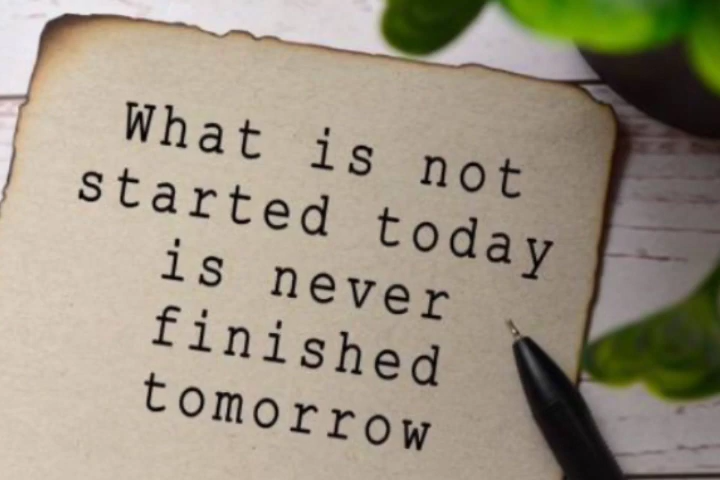 What is not
started today
is never
finished
tomorrow